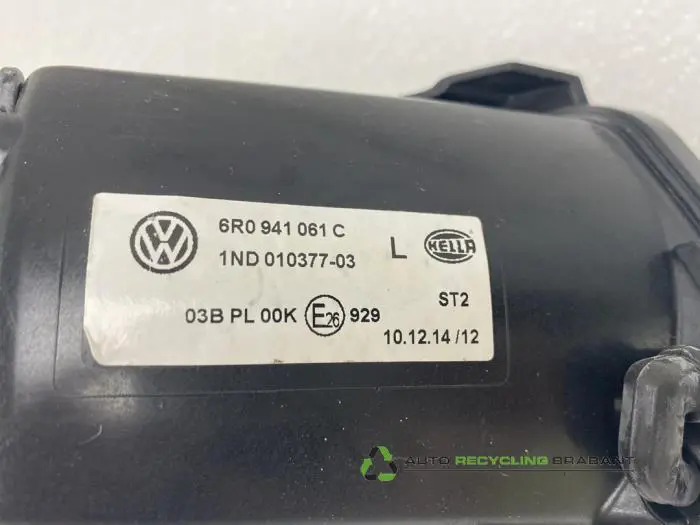 6R0 941 061 C
1ND 010377-03
L HELLA
03B PL 00K E26 929
ST2
10.12.14 /12
AUTO RECYCLING BRABANT